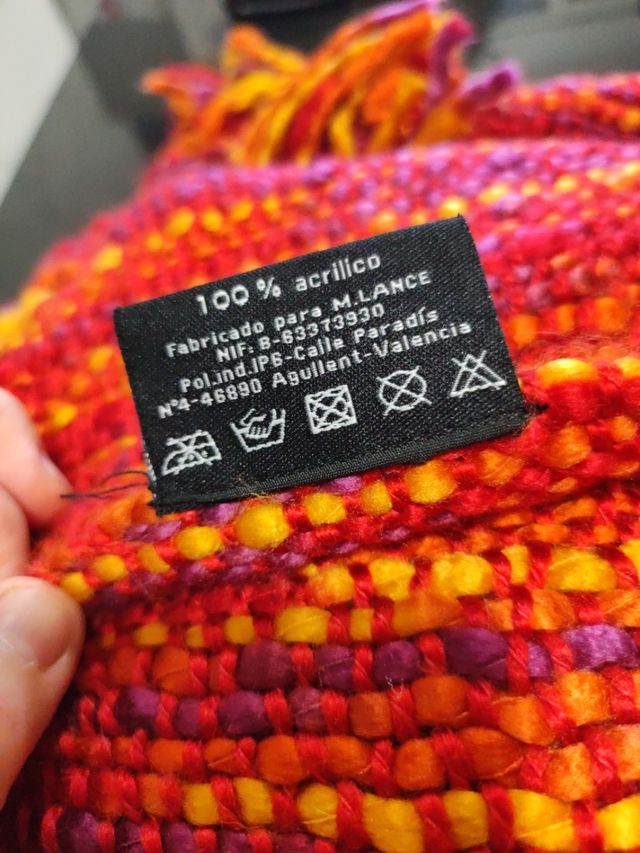 100 % acrílico
Fabricado para M.LANCE
NIF: B-63373930
Pol.ind.IP6-Calle Paradís
Nº4-46890 Agullent-Valencia